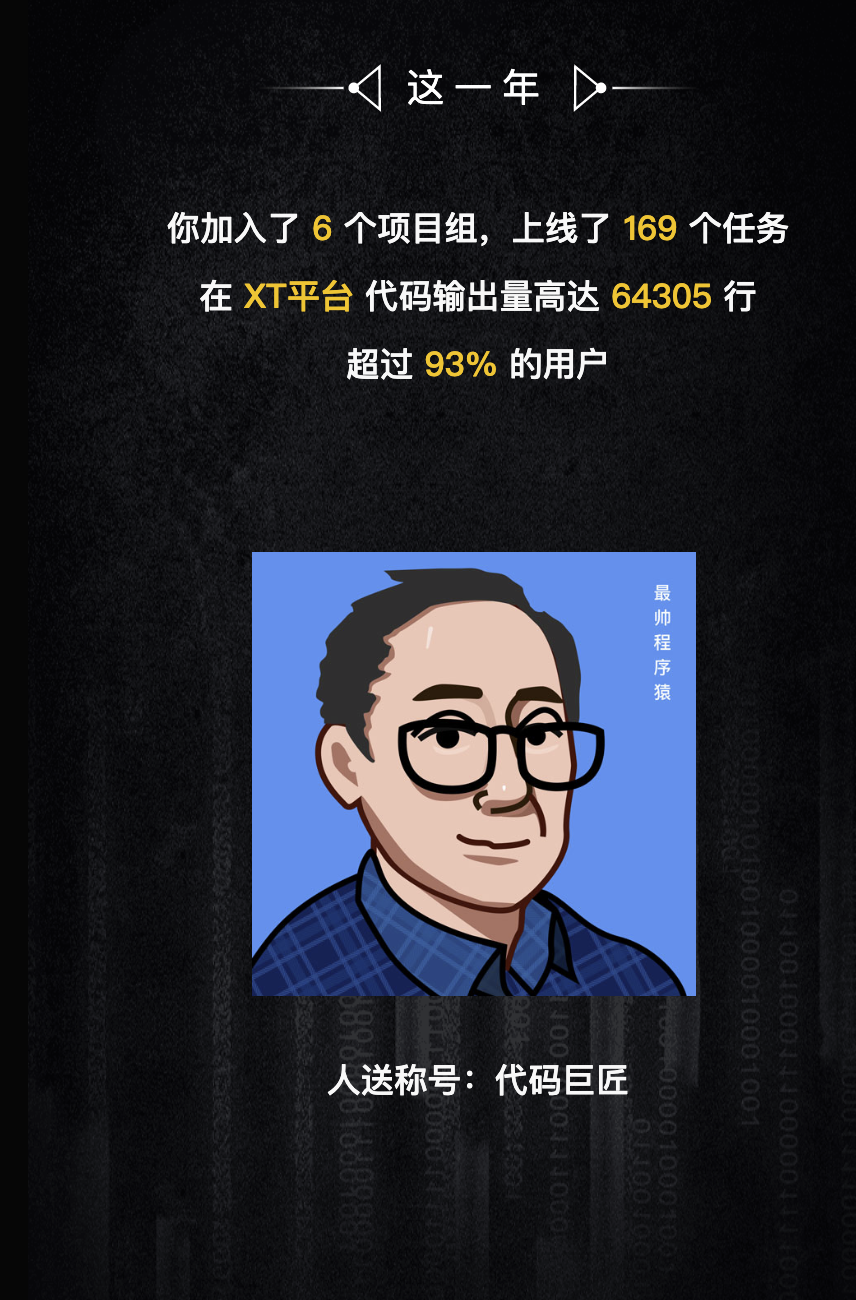 这一年
你加入了 6 个项目组，上线了 169 个任务
在 XT平台 代码输出量高达 64305 行
超过 93% 的用户
最帅程序猿
人送称号：代码巨匠